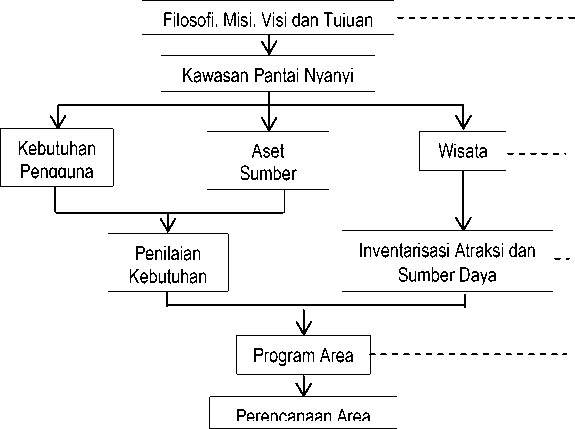 Filosofi, Misi, Visi dan Tujuan
Kawasan Pantai Nyanyi
Kebutuhan
Pengguna
Aset
Sumber
Wisata
Penilaian
Kebutuhan
Inventarisasi Atraksi dan
Sumber Daya
Program Area
Perencanaan Area